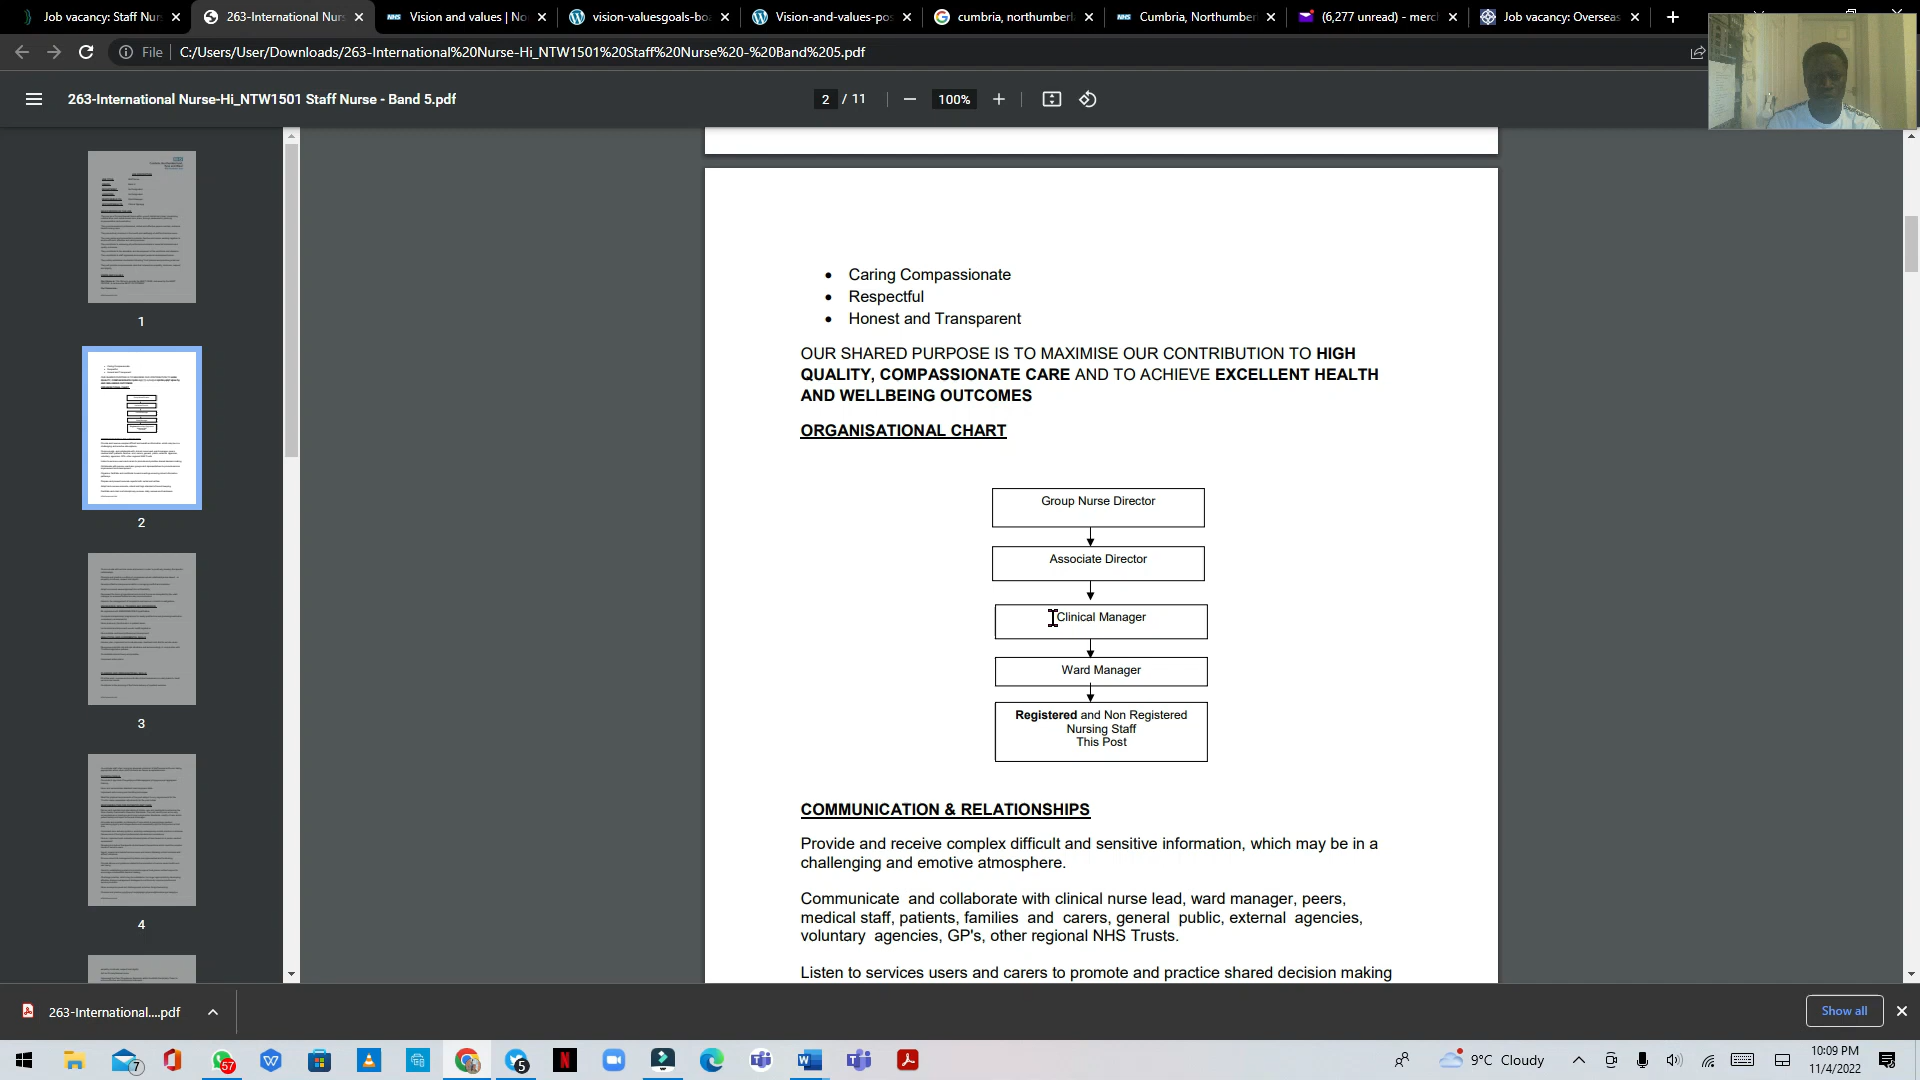 Job vacancy: Staff Nur
263-International Nurs
Vision and values | No
vision-valuesgoals-boa
Vision-and-values-pos
cumbria, northumberla
Cumbria, Northumber
(6,277 unread) - merc
Job vacancy: Overseas
File
C:/Users/User/Downloads/263-International%20Nurse-Hi_NTW1501%20Staff%20Nurse%20-%20Band%205.pdf
263-International Nurse-Hi_NTW1501 Staff Nurse - Band 5.pdf
2 / 11
100%
1
2
3
4
Caring Compassionate
Respectful
Honest and Transparent
OUR SHARED PURPOSE IS TO MAXIMISE OUR CONTRIBUTION TO HIGH
QUALITY, COMPASSIONATE CARE AND TO ACHIEVE EXCELLENT HEALTH
AND WELLBEING OUTCOMES
ORGANISATIONAL CHART
Group Nurse Director
Associate Director
Clinical Manager
Ward Manager
Registered and Non Registered
Nursing Staff
This Post
COMMUNICATION & RELATIONSHIPS
Provide and receive complex difficult and sensitive information, which may be in a
challenging and emotive atmosphere.
Communicate and collaborate with clinical nurse lead, ward manager, peers,
medical staff, patients, families and carers, general public, external agencies,
voluntary agencies, GP's, other regional NHS Trusts.
Listen to services users and carers to promote and practice shared decision making
263-International....pdf
Show all
7
57
5
9°C Cloudy
10:09 PM
11/4/2022